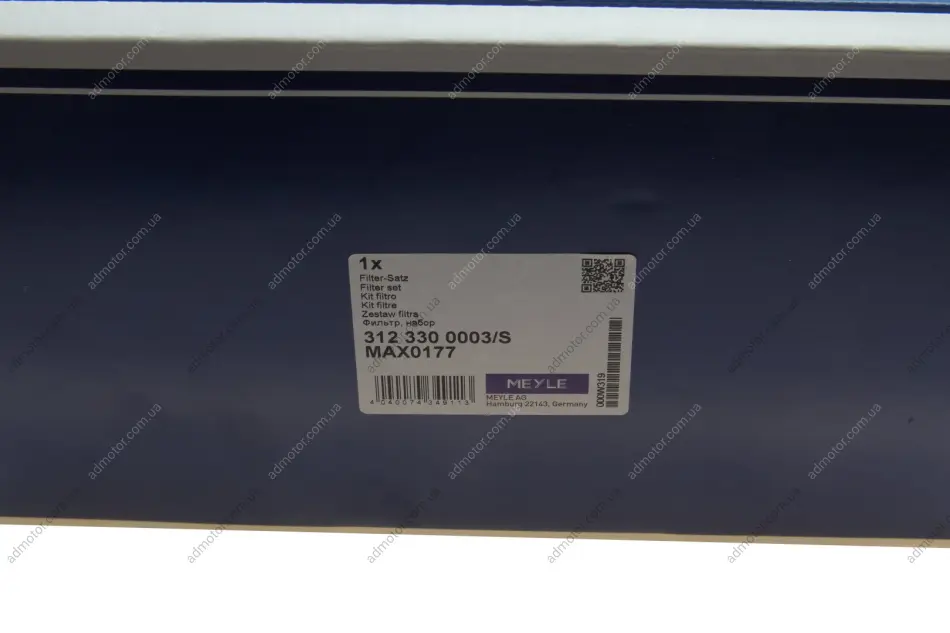 1x
Filter-Satz
Filter set
Kit filtro
Kit filtre
Zestaw filtra
Фильтр, набор
312 330 0003/S
MAX0177
MEYLE
MEYLE AG
Hamburg 22143, Germany
000W319
admotor.com.ua